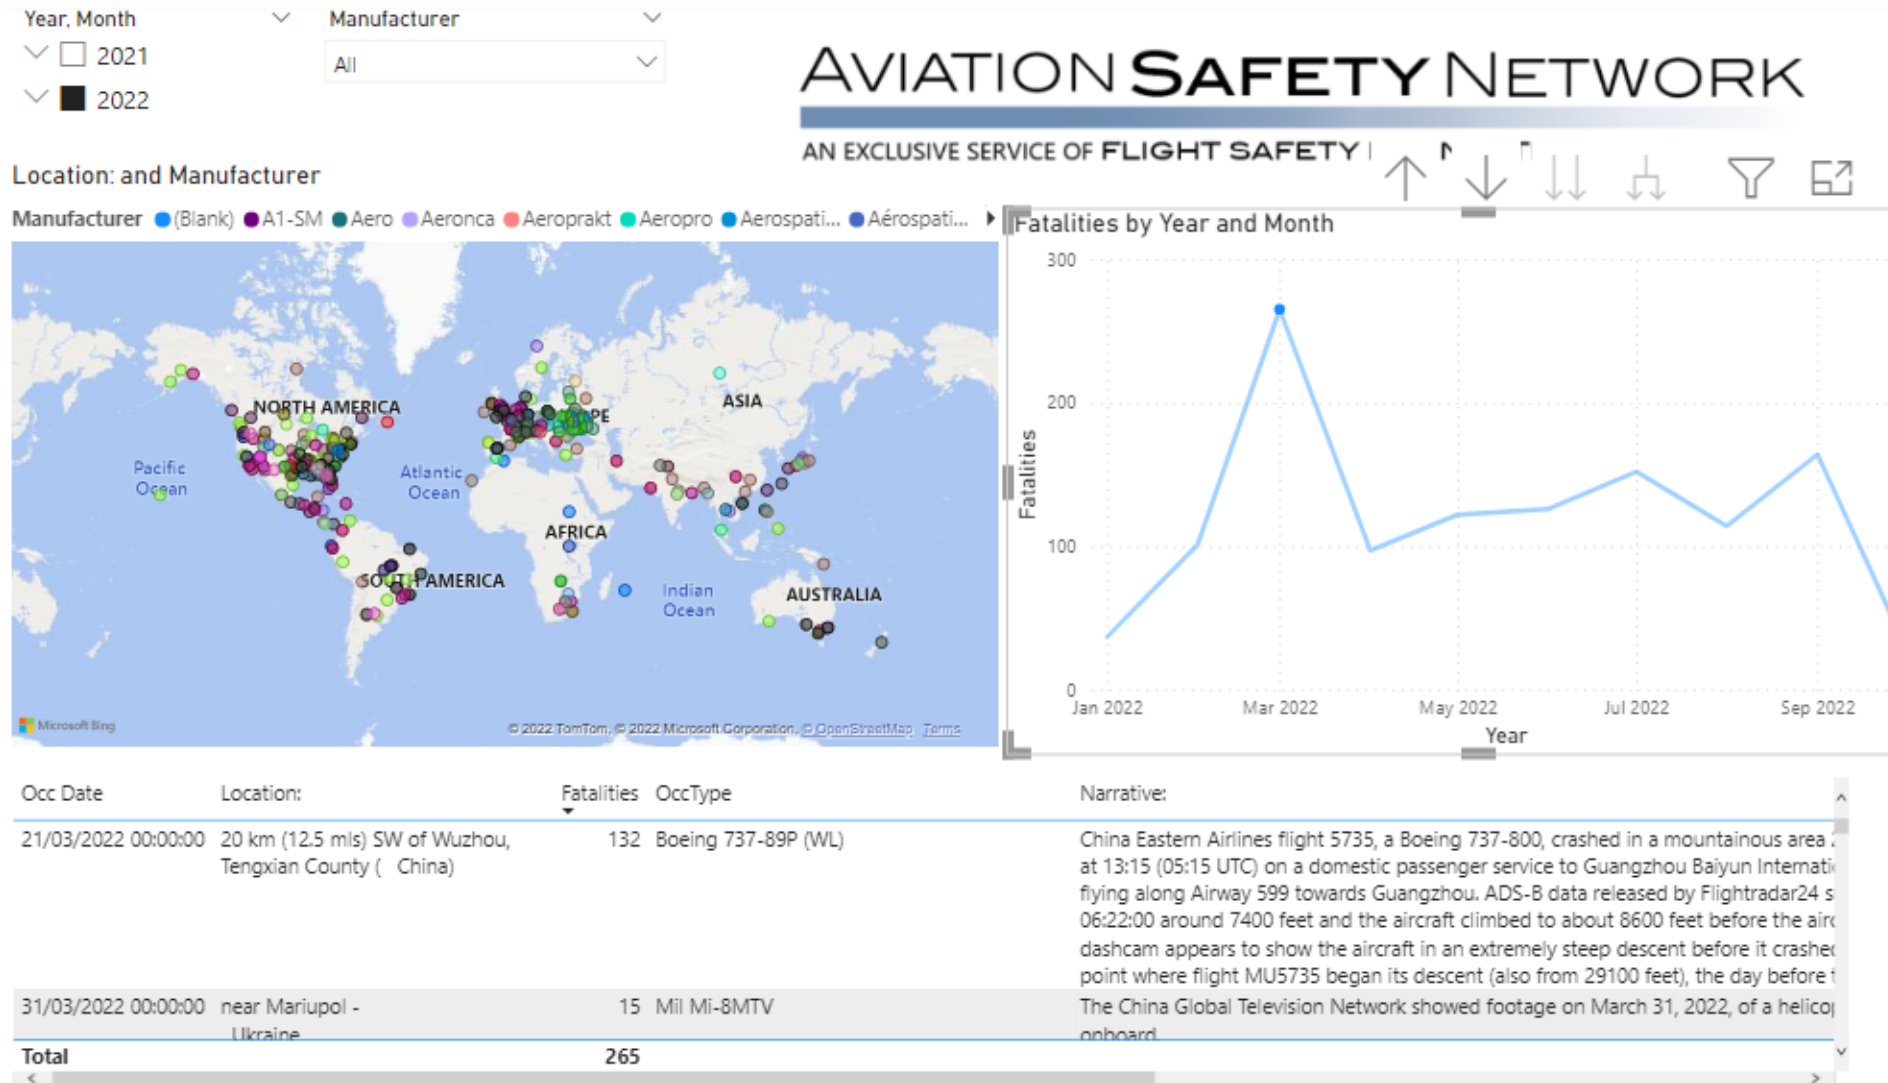 Year, Month
Manufacturer
2021
All
2022
AVIATION SAFETY NETWORK
AN EXCLUSIVE SERVICE OF FLIGHT SAFETY
Location: and Manufacturer
Manufacturer (Blank) A1-SM Aero Aeronca Aeroprakt Aeropro Aerospati... Aérospati...
Fatalities by Year and Month
300
200
100
0
Fatalities
Jan 2022 Mar 2022 May 2022 Jul 2022 Sep 2022
Year
NORTH AMERICA
ASIA
Pacific
Ocean
Atlantic
Ocean
AFRICA
SOUTH AMERICA
Indian
Ocean
AUSTRALIA
Microsoft Bing
© 2022 TomTom, © 2022 Microsoft Corporation, © OpenStreetMap Terms
Occ Date Location: Fatalities OccType Narrative:
21/03/2022 00:00:00 20 km (12.5 mls) SW of Wuzhou, 132 Boeing 737-89P (WL) China Eastern Airlines flight 5735, a Boeing 737-800, crashed in a mountainous area
Tengxian County ( China) at 13:15 (05:15 UTC) on a domestic passenger service to Guangzhou Baiyun Internati
flying along Airway 599 towards Guangzhou. ADS-B data released by Flightradar24 s
06:22:00 around 7400 feet and the aircraft climbed to about 8600 feet before the airc
dashcam appears to show the aircraft in an extremely steep descent before it crashed
point where flight MU5735 began its descent (also from 29100 feet), the day before
31/03/2022 00:00:00 near Mariupol - 15 Mil Mi-8MTV The China Global Television Network showed footage on March 31, 2022, of a helicop
Ukraine onboard.
Total 265